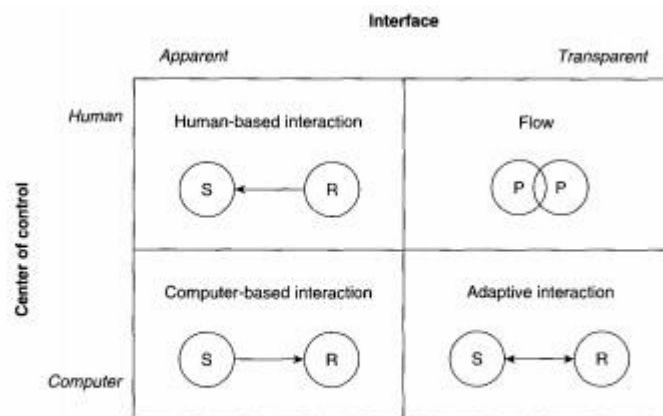 Interface
Apparent
Transparent
Human
Human-based interaction
Flow
S
R
P
P
Center of control
Computer-based interaction
Adaptive interaction
S
R
S
R
Computer